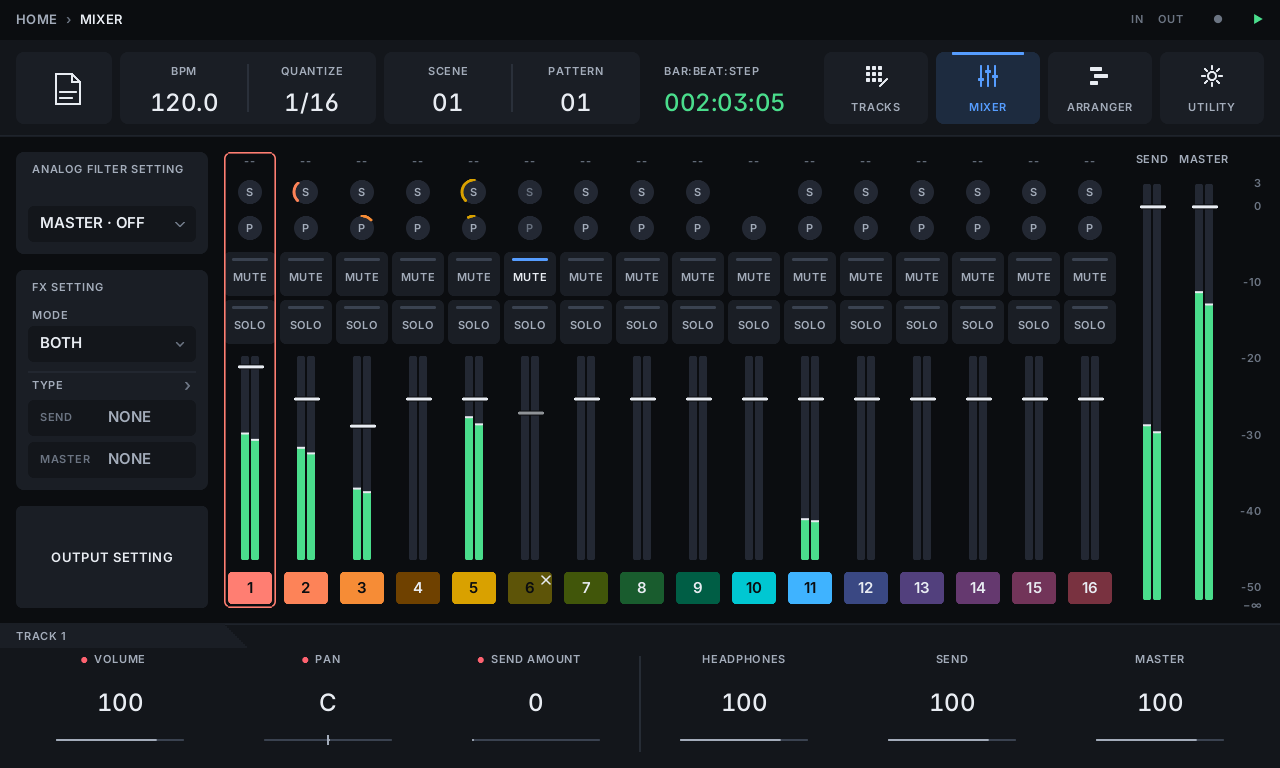 HOME › MIXER
IN OUT
BPM
120.0
QUANTIZE
1/16
SCENE
01
PATTERN
01
BAR:BEAT:STEP
002:03:05
TRACKS
MIXER
ARRANGER
UTILITY
ANALOG FILTER SETTING
MASTER · OFF
FX SETTING
MODE
BOTH
TYPE
SEND NONE
MASTER NONE
OUTPUT SETTING
-- -- -- -- -- -- -- -- -- -- -- -- -- -- -- --
S S S S S S S S S S S S S S S
P P P P P P P P P P P P P P P P
MUTE MUTE MUTE MUTE MUTE MUTE MUTE MUTE MUTE MUTE MUTE MUTE MUTE MUTE MUTE MUTE
SOLO SOLO SOLO SOLO SOLO SOLO SOLO SOLO SOLO SOLO SOLO SOLO SOLO SOLO SOLO SOLO
1 2 3 4 5 6 7 8 9 10 11 12 13 14 15 16
SEND MASTER
3
0
-10
-20
-30
-40
-50
-∞
TRACK 1
VOLUME
100
PAN
C
SEND AMOUNT
0
HEADPHONES
100
SEND
100
MASTER
100